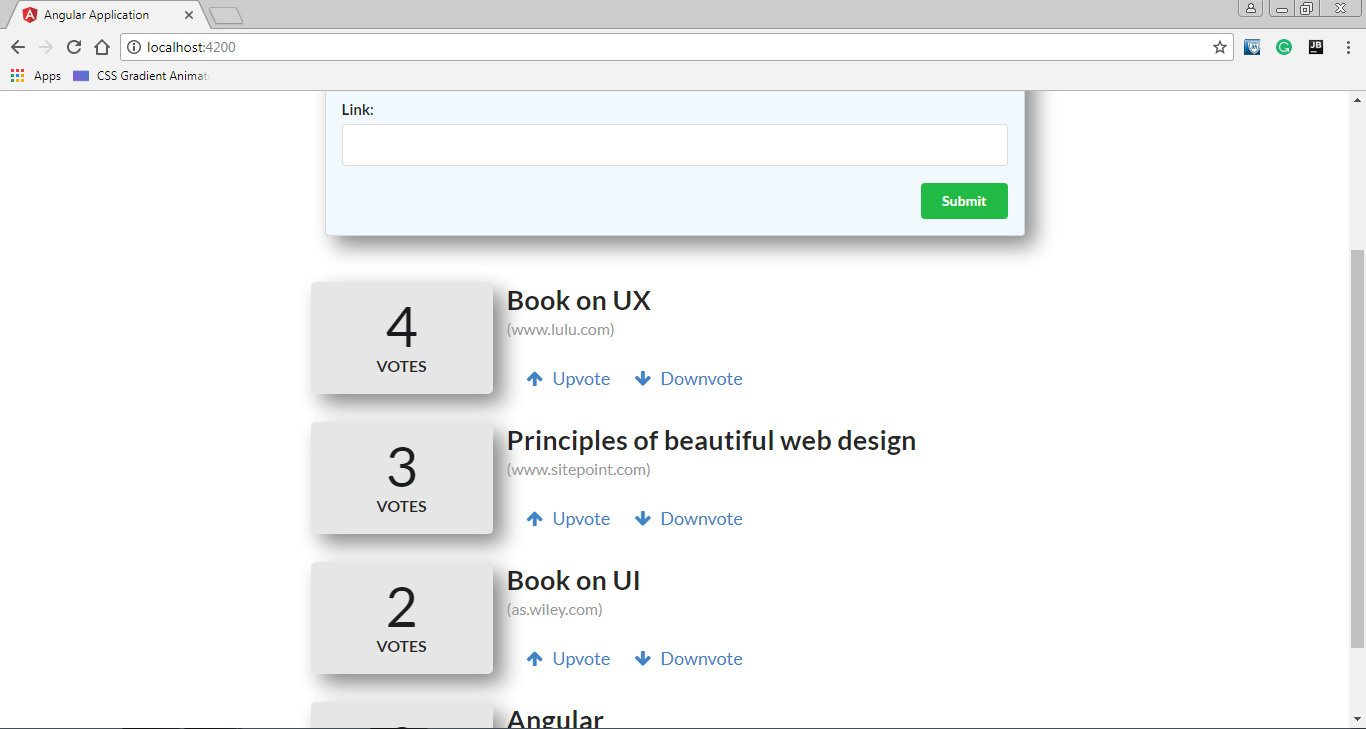 Angular Application
localhost:4200
Apps CSS Gradient Animat
Link:
Submit
4
VOTES
Book on UX
(www.lulu.com)
Upvote Downvote
3
VOTES
Principles of beautiful web design
(www.sitepoint.com)
Upvote Downvote
2
VOTES
Book on UI
(as.wiley.com)
Upvote Downvote
Angular